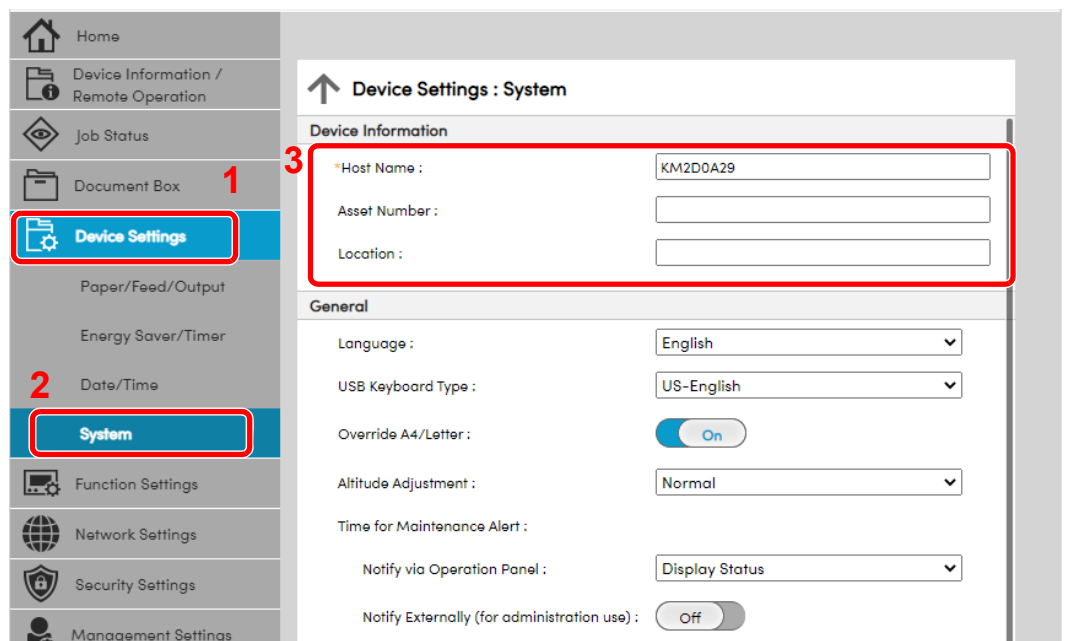 Home
Device Information /
Remote Operation
Job Status
Document Box
1
Device Settings
Paper/Feed/Output
Energy Saver/Timer
Date/Time
2
System
Function Settings
Network Settings
Security Settings
Management Settings
Device Settings : System
Device Information
3
*Host Name : KM2D0A29
Asset Number :
Location :
General
Language : English
USB Keyboard Type : US-English
Override A4/Letter : On
Altitude Adjustment : Normal
Time for Maintenance Alert :
Notify via Operation Panel : Display Status
Notify Externally (for administration use) : Off